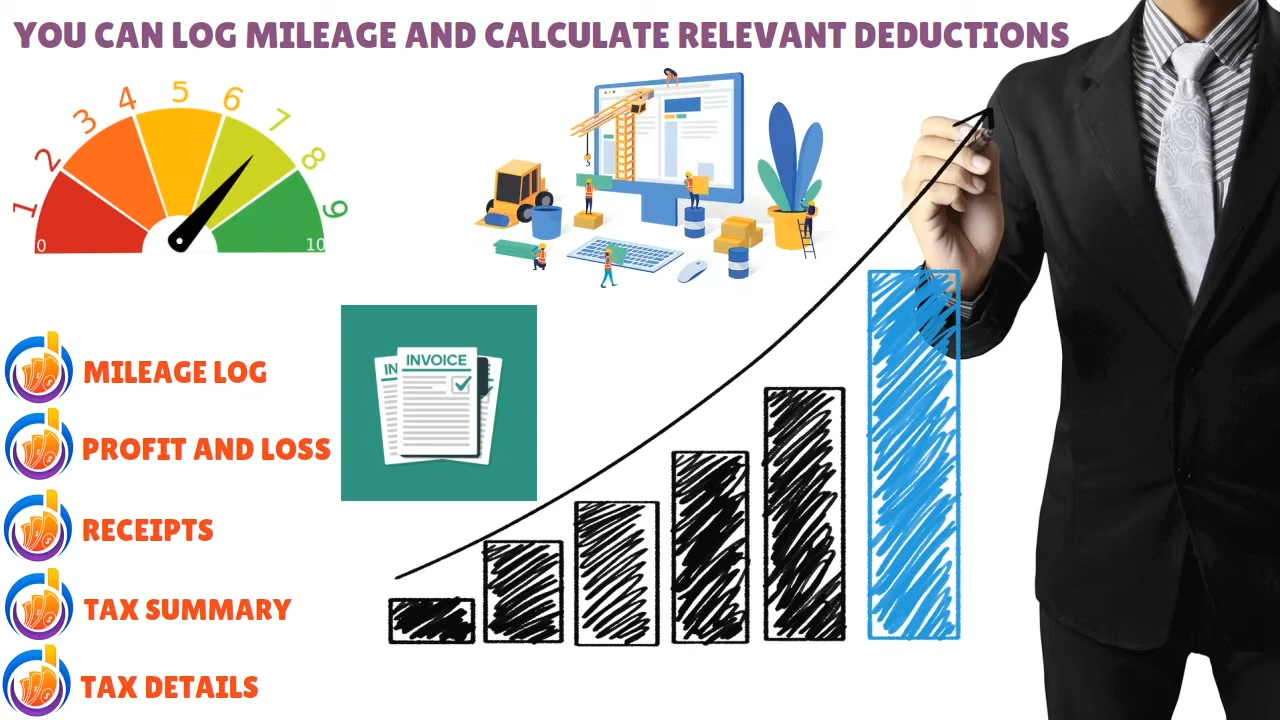 YOU CAN LOG MILEAGE AND CALCULATE RELEVANT DEDUCTIONS
1
2
3
4
5
6
7
8
9
0
10
INVOICE
IN
MILEAGE LOG
PROFIT AND LOSS
RECEIPTS
TAX SUMMARY
TAX DETAILS